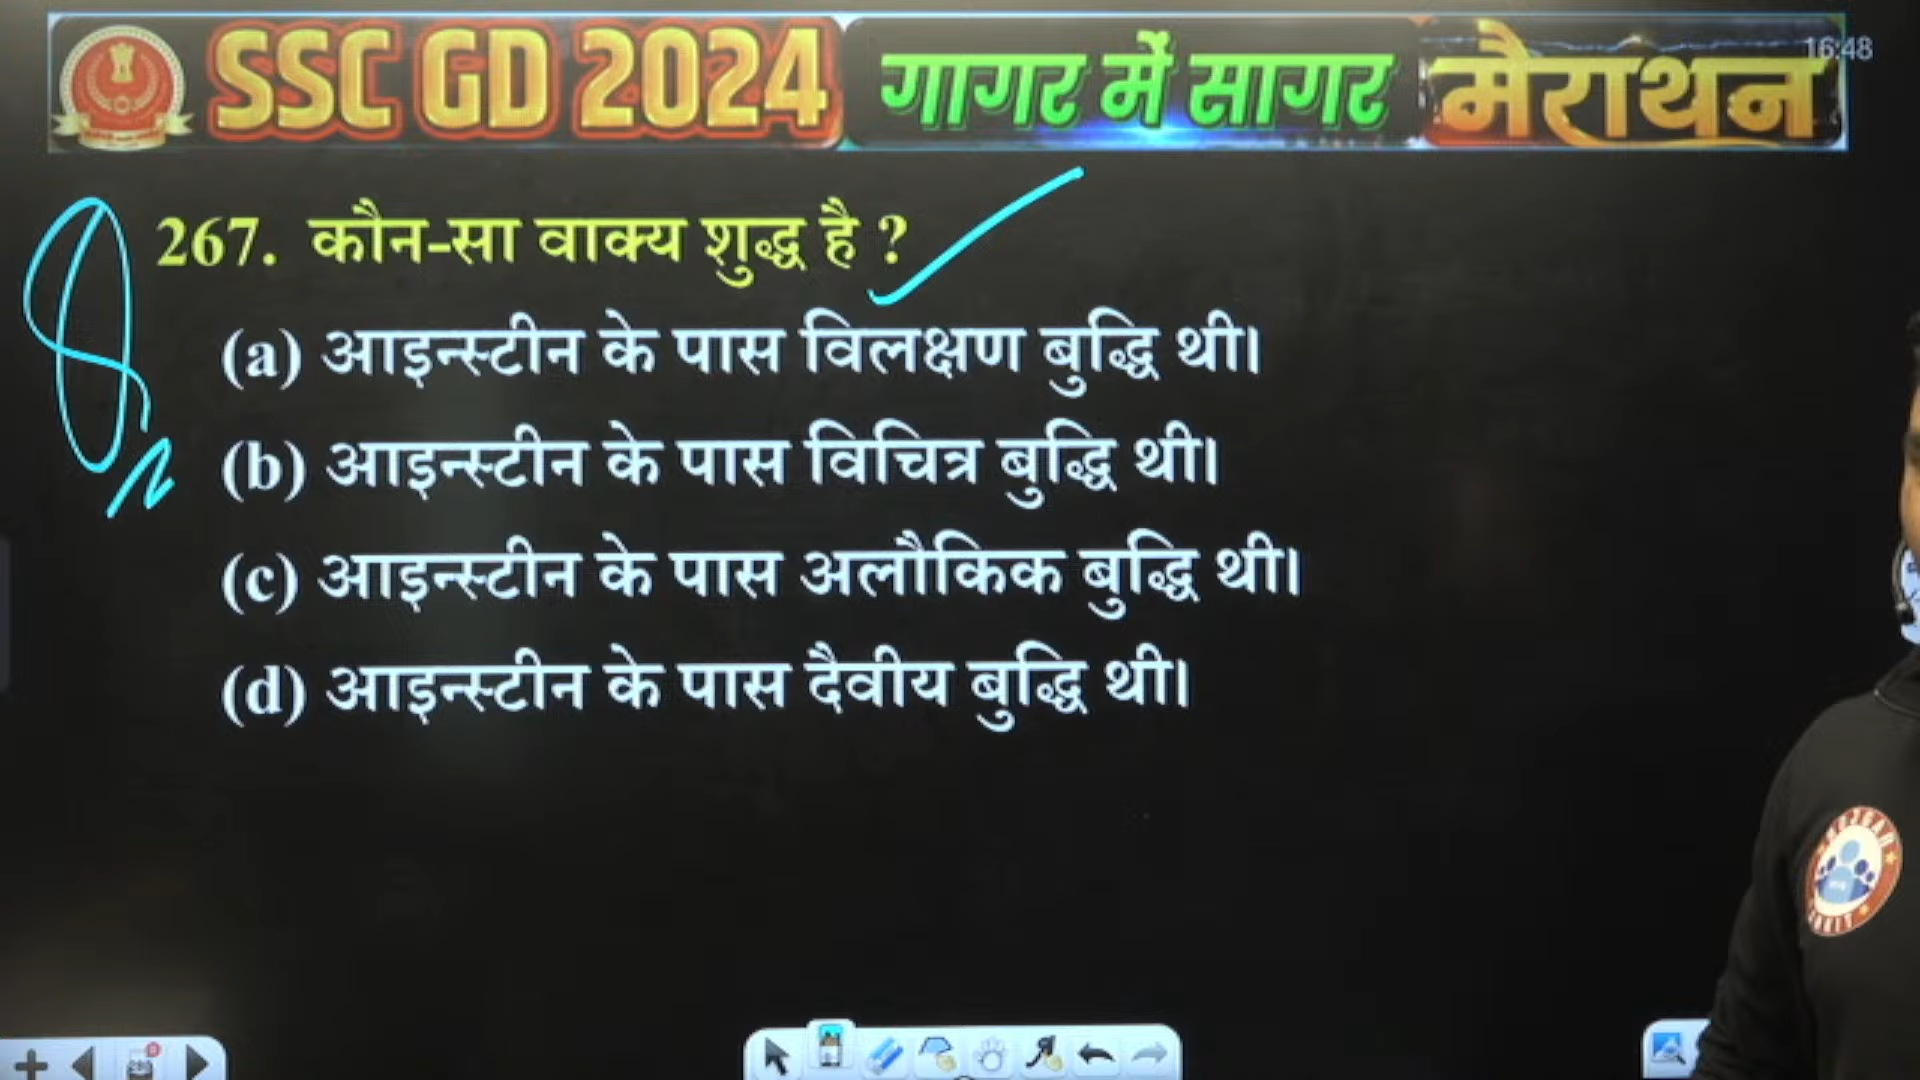 SSC GD 2024 गागर में सागर मैराथन
16:48
267. कौन-सा वाक्य शुद्ध है ?
(a) आइन्स्टीन के पास विलक्षण बुद्धि थी।
(b) आइन्स्टीन के पास विचित्र बुद्धि थी।
(c) आइन्स्टीन के पास अलौकिक बुद्धि थी।
(d) आइन्स्टीन के पास दैवीय बुद्धि थी।